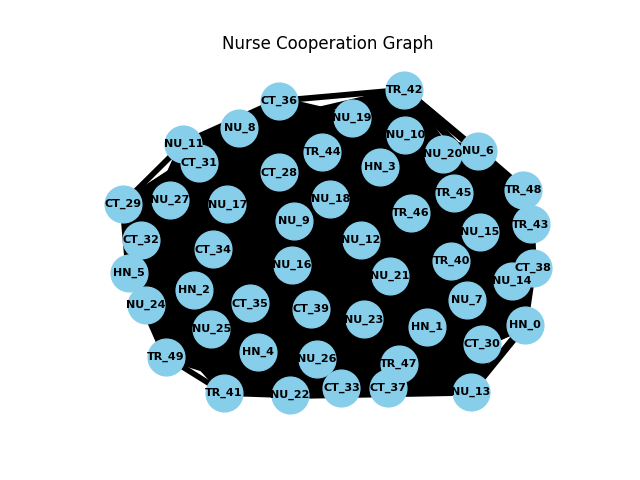 Nurse Cooperation Graph
TR_42
CT_36
NU_19
NU_8
NU_10
NU_11
TR_44
NU_6
NU_20
CT_31
HN_3
CT_28
TR_48
TR_45
NU_18
NU_27
CT_29
NU_17
TR_46
NU_9
TR_43
NU_15
CT_32
NU_12
CT_34
TR_40
NU_16
CT_38
HN_5
NU_21
NU_14
HN_2
NU_7
CT_35
NU_24
CT_39
NU_23
HN_0
HN_1
NU_25
CT_30
HN_4
TR_49
NU_26
TR_47
CT_33
CT_37
NU_13
TR_41
NU_22